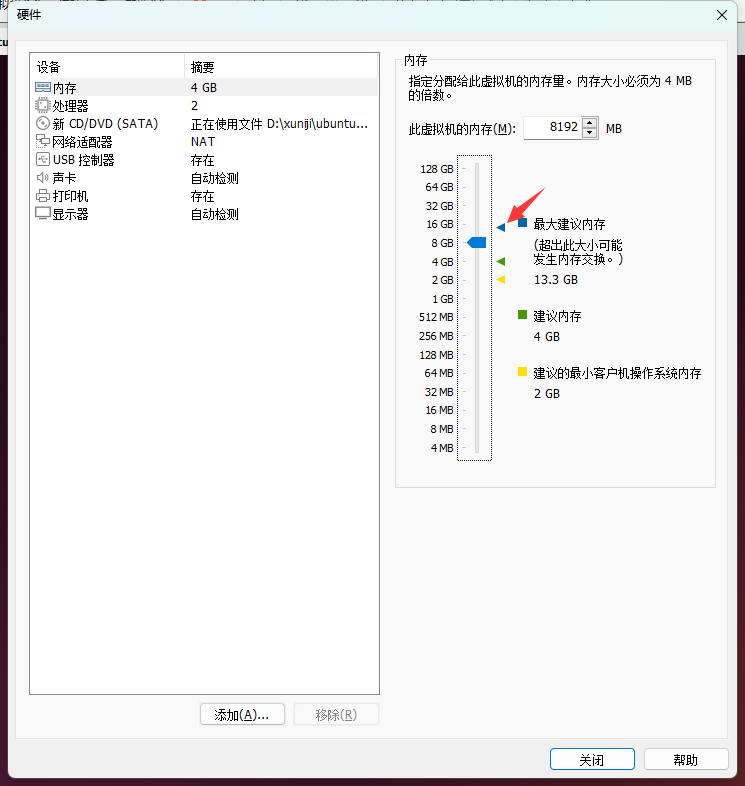 硬件
设备 摘要
内存 4 GB
处理器 2
新 CD/DVD (SATA) 正在使用文件 D:\xuniji\ubuntu...
网络适配器 NAT
USB 控制器 存在
声卡 自动检测
打印机 存在
显示器 自动检测
添加(A)...
移除(R)
内存
指定分配给此虚拟机的内存量。内存大小必须为 4 MB
的倍数。
此虚拟机的内存(M): 8192 MB
128 GB
64 GB
32 GB
16 GB
8 GB
4 GB
2 GB
1 GB
512 MB
256 MB
128 MB
64 MB
32 MB
16 MB
8 MB
4 MB
最大建议内存
(超出此大小可能
发生内存交换。)
13.3 GB
建议内存
4 GB
建议的最小客户机操作系统内存
2 GB
关闭
帮助